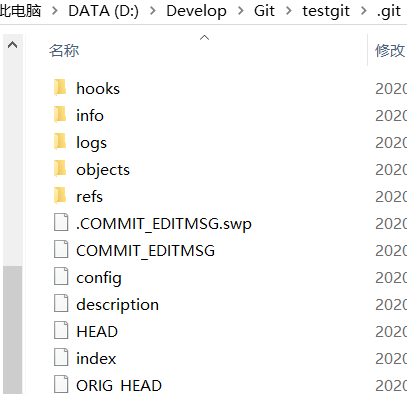 此电脑 > DATA (D:) > Develop > Git > testgit > .git
名称 修改
hooks 2020
info 2020
logs 2020
objects 2020
refs 2020
.COMMIT_EDITMSG.swp 2020
COMMIT_EDITMSG 2020
config 2020
description 2020
HEAD 2020
index 2020
ORIG_HEAD 2020